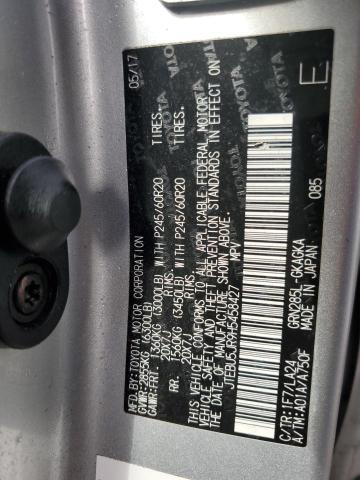 MFD.BY:TOYOTA MOTOR CORPORATION 05/17
GVWR:2855KG (6300LB)
GAWR:FRT. 1360KG (3000LB) WITH P245/60R20 TIRES.
20X7J RIMS.
RR. 1560KG (3450LB) WITH P245/60R20 TIRES.
20X7J RIMS.
THIS VEHICLE CONFORMS TO ALL APPLICABLE FEDERAL MOTOR
VEHICLE SAFETY, BUMPER AND THEFT PREVENTION STANDARDS IN EFFECT ON
THE DATE OF MANUFACTURE SHOWN ABOVE.
MPV
C/TR:1F7/LA24 GRN285L-GKAGKA
A/TM:A01A/A750F MADE IN JAPAN 085
E
TOYOTA